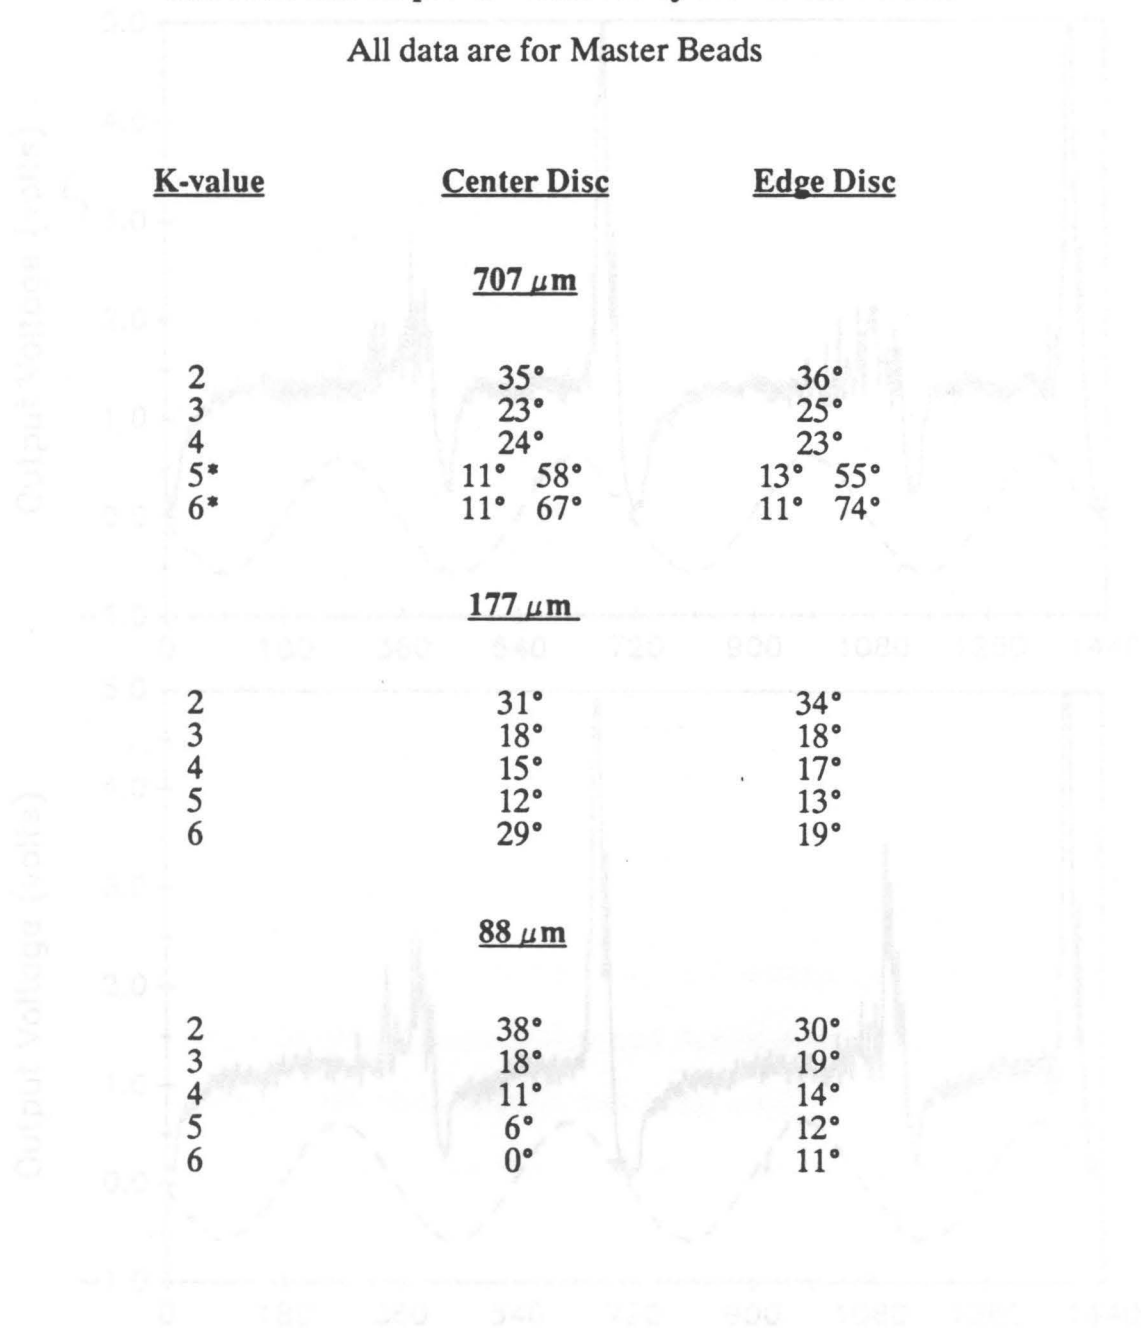 All data are for Master Beads
K-value Center Disc Edge Disc
707 μm
2 35° 36°
3 23° 25°
4 24° 23°
5* 11° 58° 13° 55°
6* 11° 67° 11° 74°
177 μm
2 31° 34°
3 18° 18°
4 15° 17°
5 12° 13°
6 29° 19°
88 μm
2 38° 30°
3 18° 19°
4 11° 14°
5 6° 12°
6 0° 11°